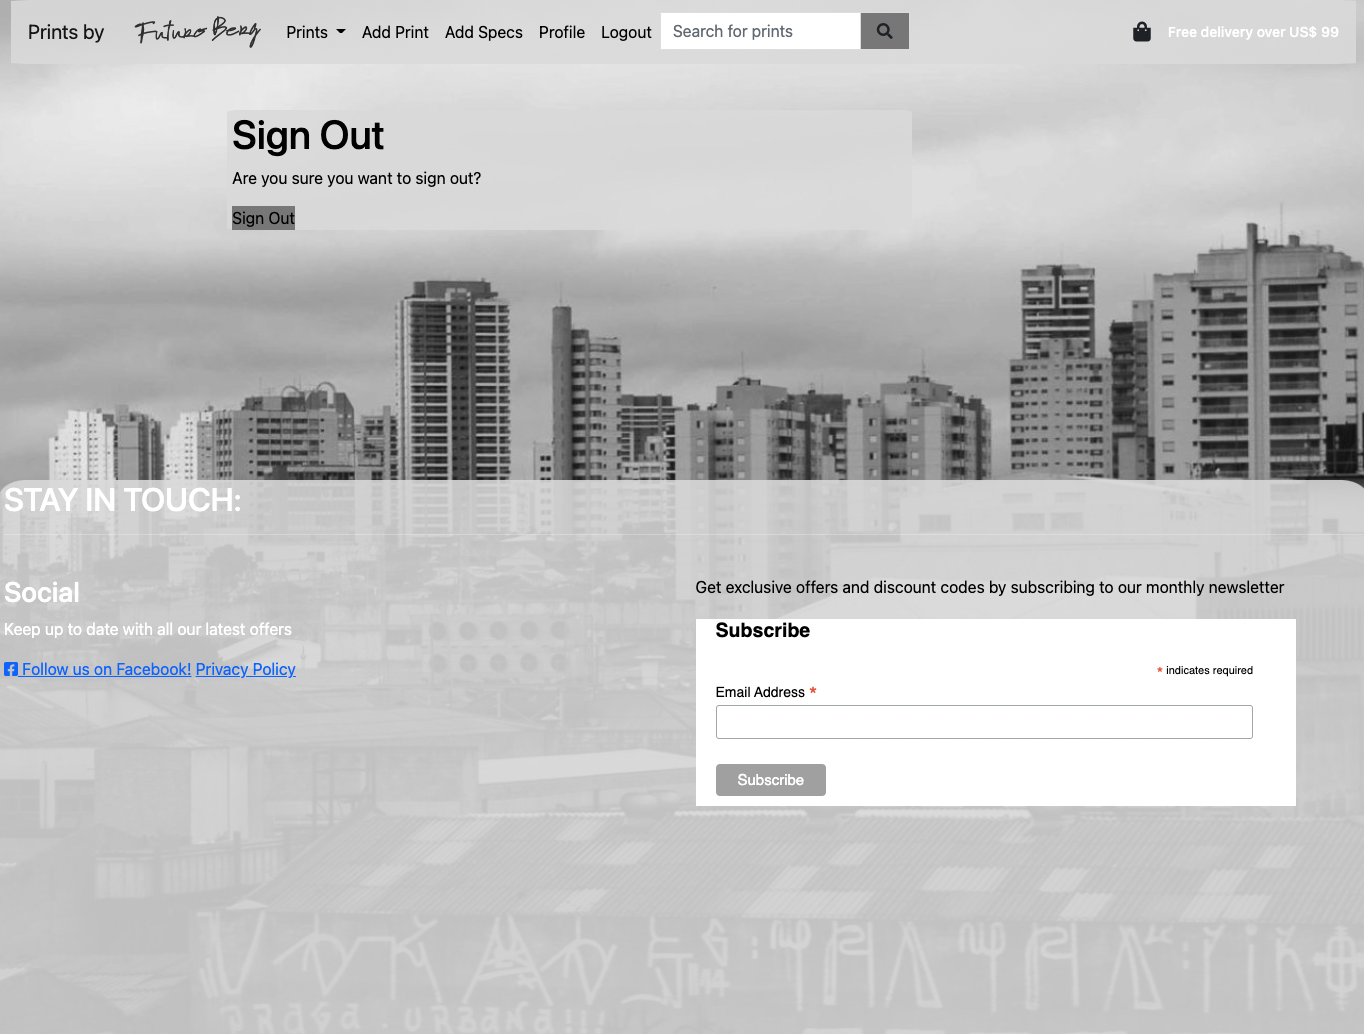 Prints by Futuro Berg Prints Add Print Add Specs Profile Logout Search for prints Free delivery over US$ 99
Sign Out
Are you sure you want to sign out?
Sign Out
STAY IN TOUCH:
Social
Keep up to date with all our latest offers
Follow us on Facebook! Privacy Policy
Get exclusive offers and discount codes by subscribing to our monthly newsletter
Subscribe
* indicates required
Email Address *
Subscribe